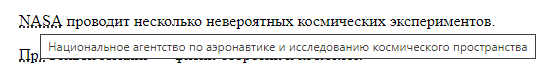 NASA проводит несколько невероятных космических экспериментов.
Национальное агентство по аэронавтике и исследованию космического пространства